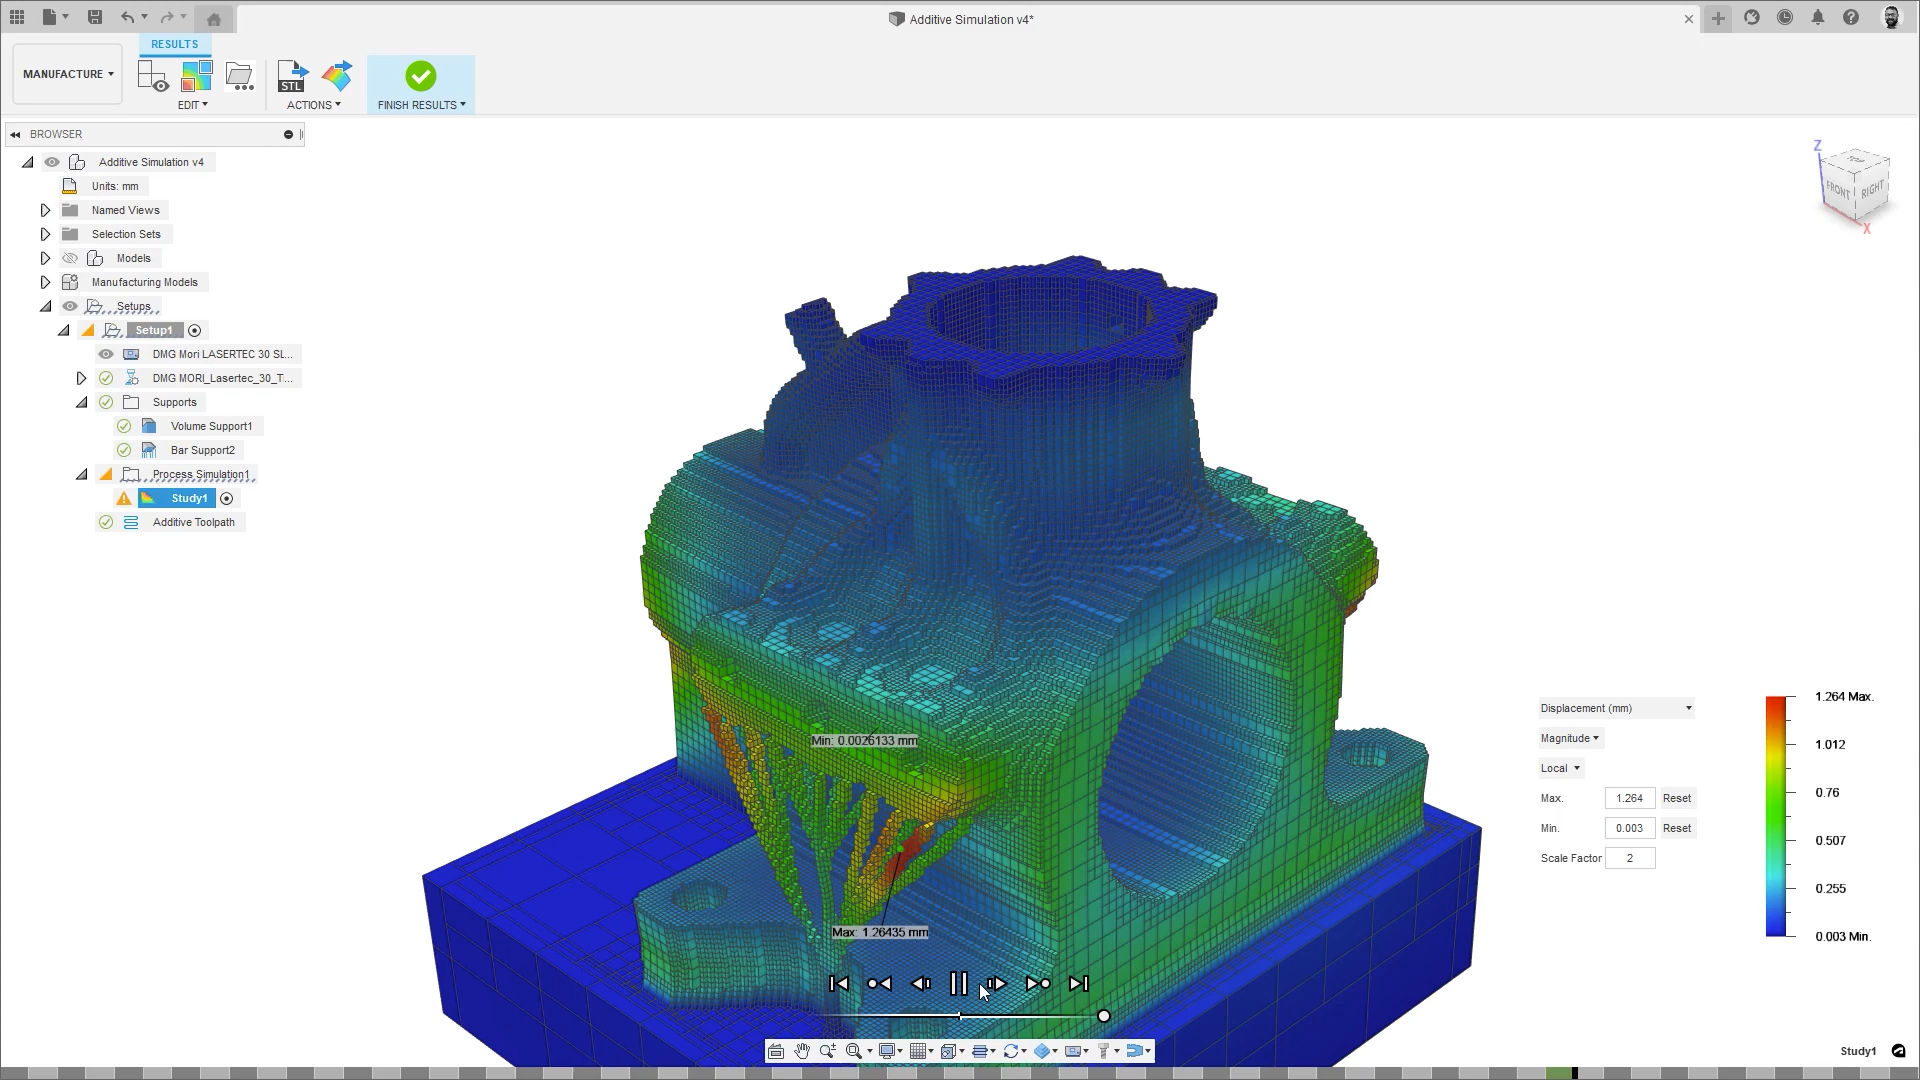 Additive Simulation v4*
RESULTS
MANUFACTURE
STL
EDIT
ACTIONS
FINISH RESULTS
BROWSER
Additive Simulation v4
Units: mm
Named Views
Selection Sets
Models
Manufacturing Models
Setups
Setup1
DMG Mori LASERTEC 30 SL...
DMG MORI_Lasertec_30_T...
Supports
Volume Support1
Bar Support2
Process Simulation1
Study1
Additive Toolpath
Z
TOP
FRONT
RIGHT
X
Min: 0.0026133 mm
Max: 1.26435 mm
Displacement (mm)
Magnitude
Local
Max. 1.264 Reset
Min. 0.003 Reset
Scale Factor 2
1.264 Max.
1.012
0.76
0.507
0.255
0.003 Min.
Study1